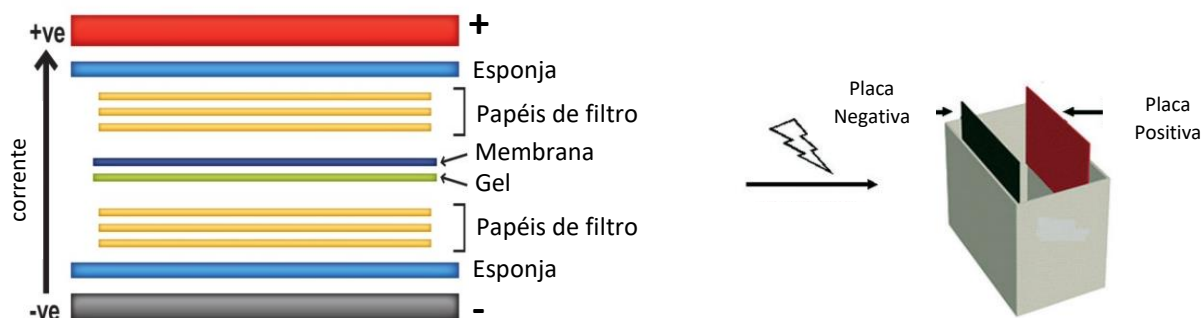 +ve
+
Esponja
Papéis de filtro
Membrana
Gel
corrente
Papéis de filtro
Esponja
-ve
-
Placa
Negativa
Placa
Positiva